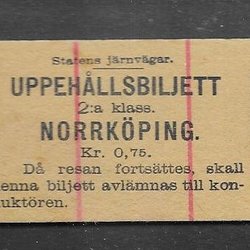 Statens järnvägar.
UPPEHÅLLSBILJETT
2:a klass.
NORRKÖPING.
Kr. 0,75.
Då resan fortsättes, skall
denna biljett avlämnas till kon-
duktören.